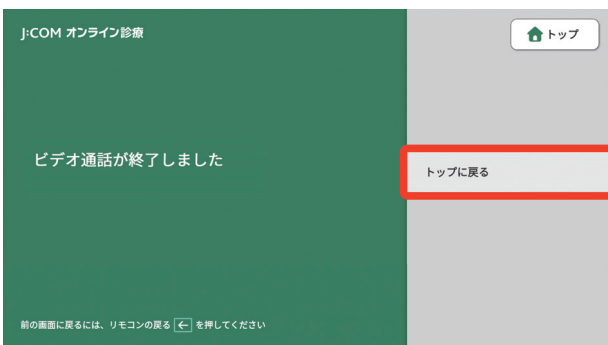 J:COM オンライン診療
トップ
ビデオ通話が終了しました
トップに戻る
前の画面に戻るには、リモコンの戻る ← を押してください